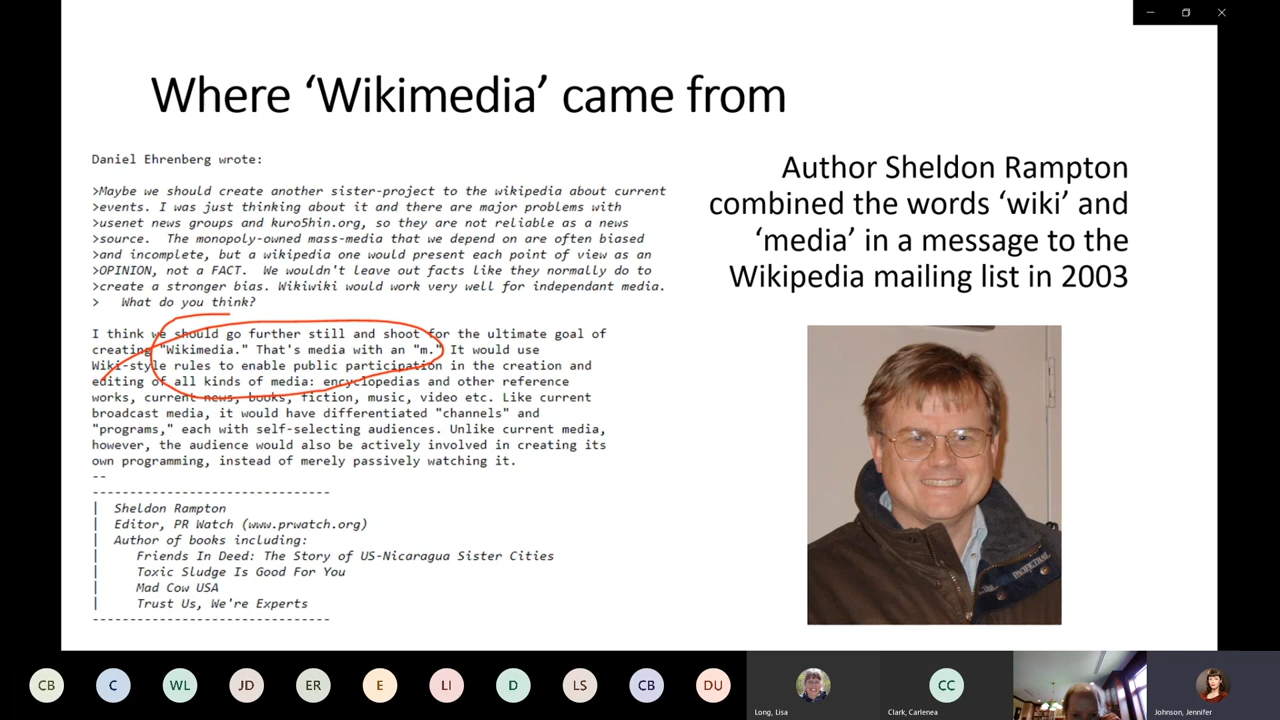 Where ‘Wikimedia’ came from
Daniel Ehrenberg wrote:
>Maybe we should create another sister-project to the wikipedia about current
>events. I was just thinking about it and there are major problems with
>usenet news groups and kuro5hin.org, so they are not reliable as a news
>source.  The monopoly-owned mass-media that we depend on are often biased
>and incomplete, but a wikipedia one would present each point of view as an
>OPINION, not a FACT.  We wouldn't leave out facts like they normally do to
>create a stronger bias. Wikiwiki would work very well for independant media.
>   What do you think?
I think we should go further still and shoot for the ultimate goal of
creating "Wikimedia." That's media with an "m." It would use
Wiki-style rules to enable public participation in the creation and
editing of all kinds of media: encyclopedias and other reference
works, current news, books, fiction, music, video etc. Like current
broadcast media, it would have differentiated "channels" and
"programs," each with self-selecting audiences. Unlike current media,
however, the audience would also be actively involved in creating its
own programming, instead of merely passively watching it.
--
--------------------------------
|  Sheldon Rampton
|  Editor, PR Watch (www.prwatch.org)
|  Author of books including:
|     Friends In Deed: The Story of US-Nicaragua Sister Cities
|     Toxic Sludge Is Good For You
|     Mad Cow USA
|     Trust Us, We're Experts
--------------------------------
Author Sheldon Rampton
combined the words ‘wiki’ and
‘media’ in a message to the
Wikipedia mailing list in 2003
CB
C
WL
JD
ER
E
LI
D
LS
CB
DU
Long, Lisa
CC
Clark, Carlenea
Johnson, Jennifer